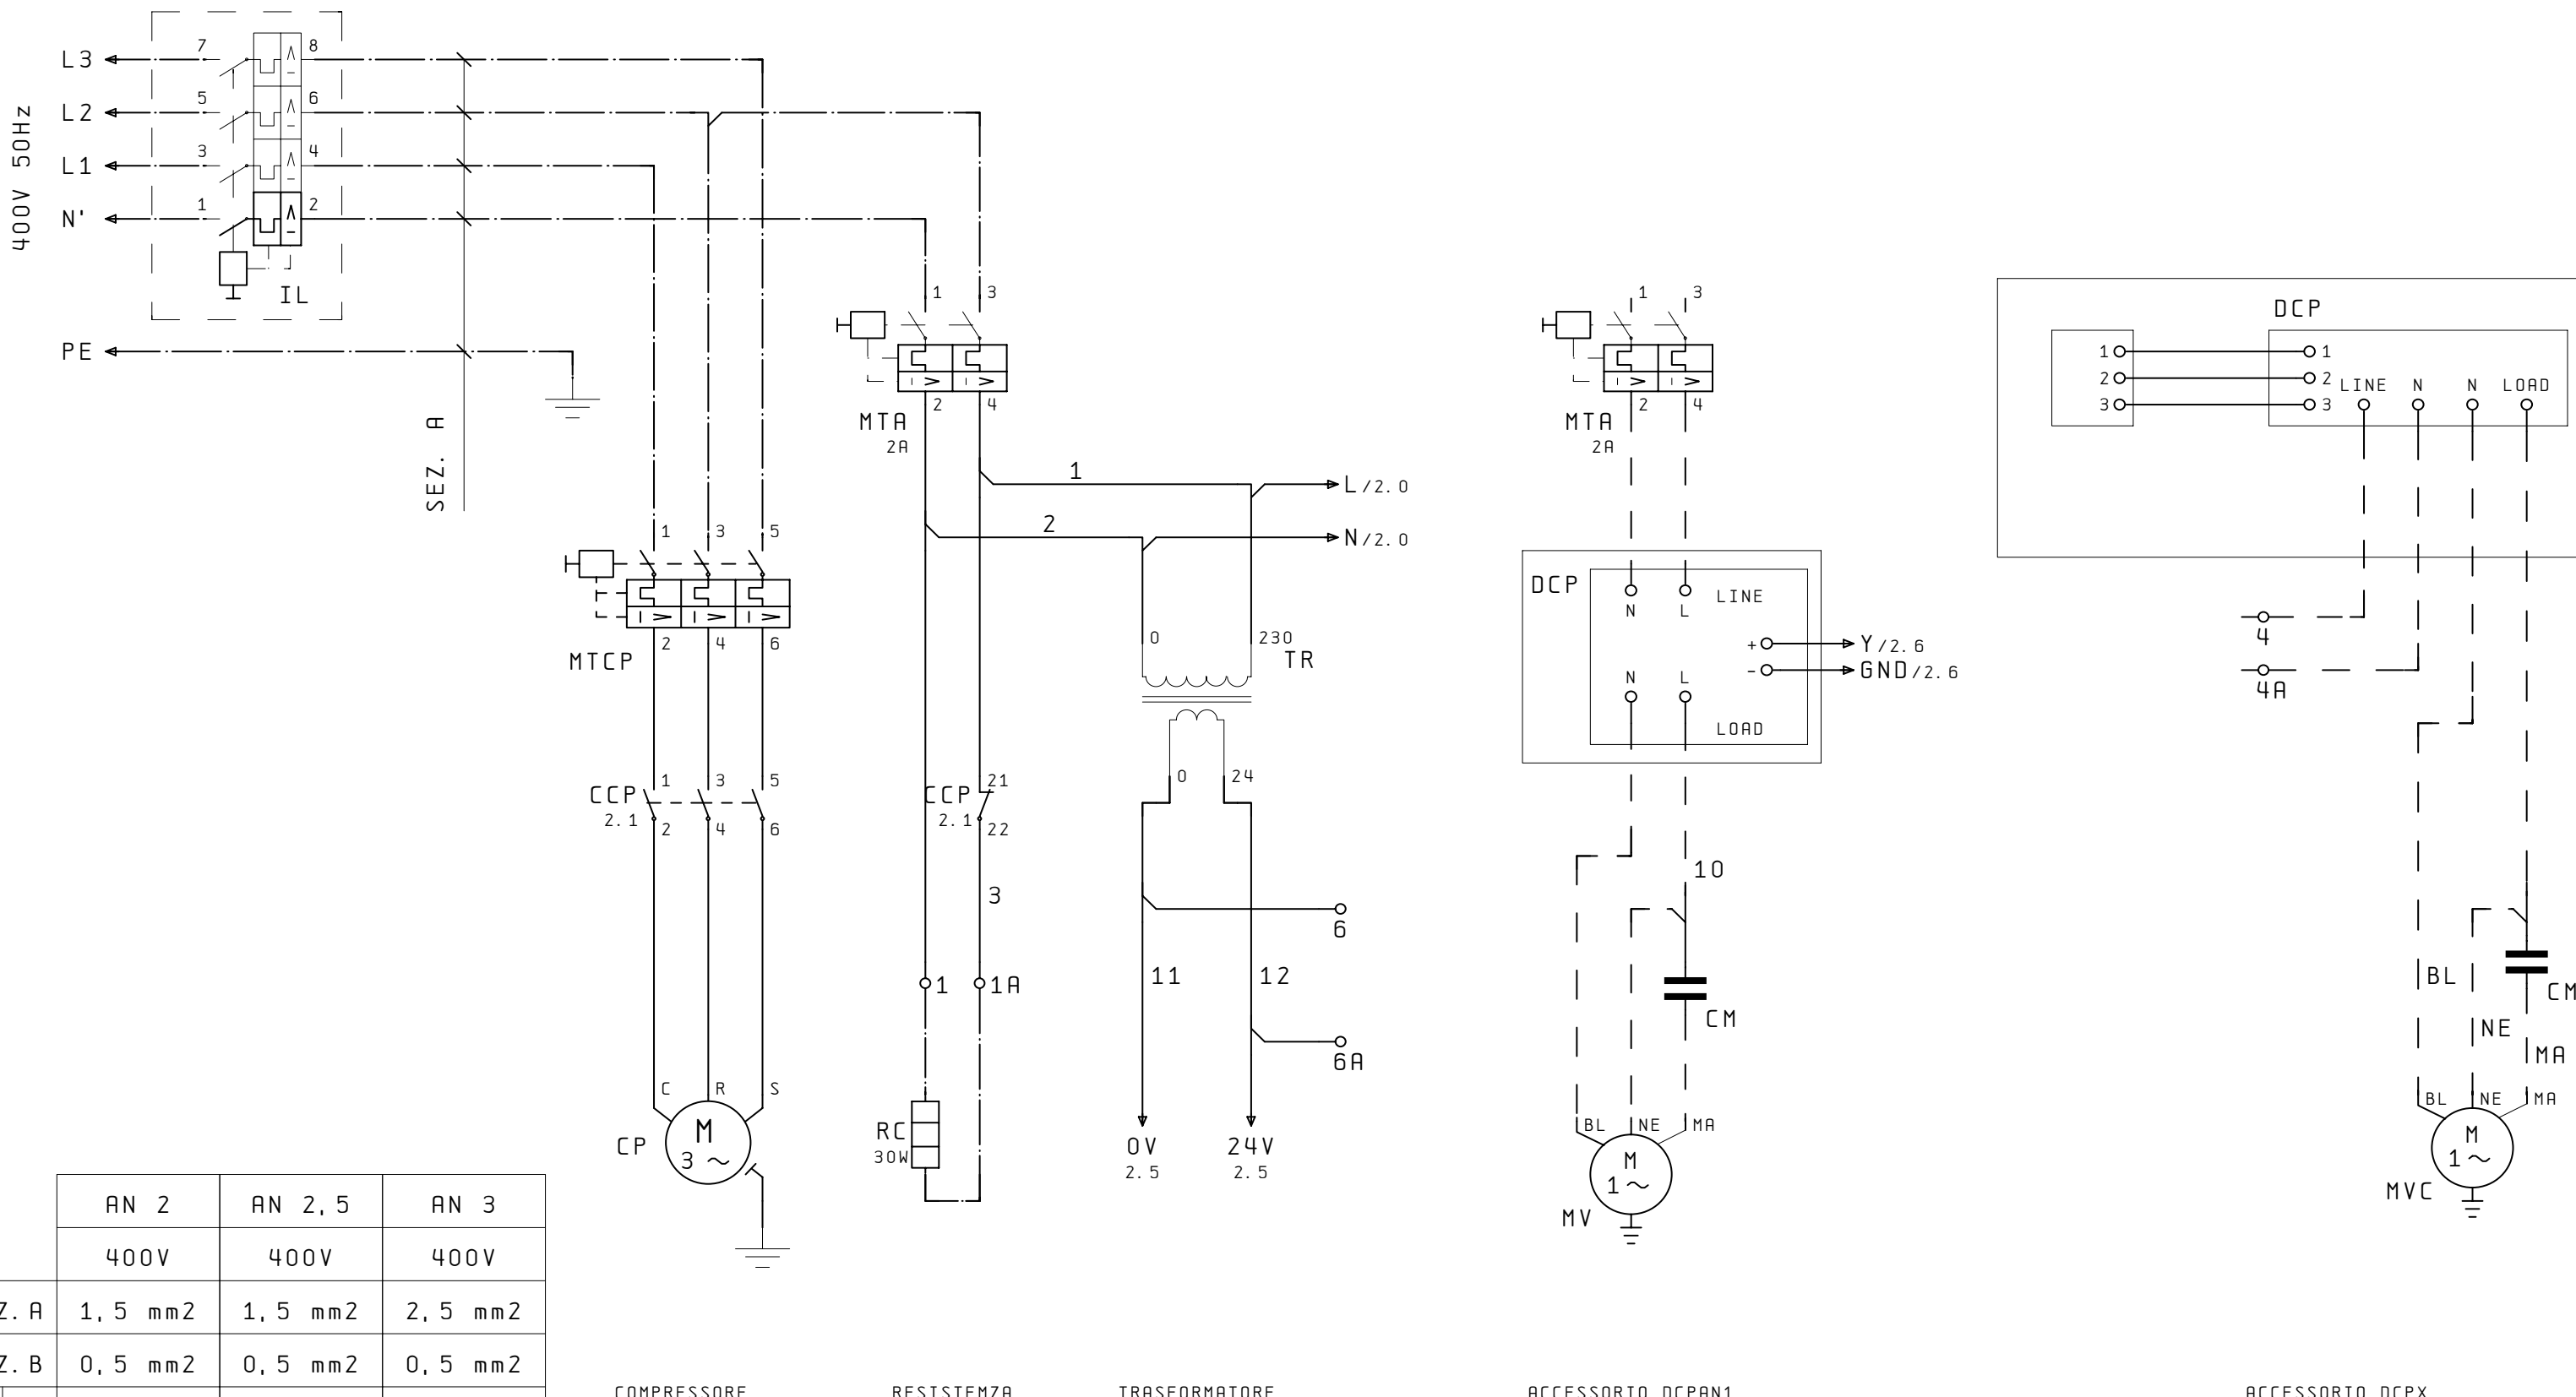 400V 50Hz
L3 7 8
L2 5 6
L1 3 4
N' 1 2
IL
PE
SEZ. A
1 3 5
2 4 6
MTCP
CCP 1 3 5
2.1 2 4 6
C R S
CP M
3 ~
1 3
MTA 2 4
2A
1
2
L/2.0
N/2.0
0 230
TR
0 24
CCP 21
2.1 22
3
1 1A
RC
30W
6
11 12
6A
0V 24V
2.5 2.5
1 3
MTA 2 4
2A
DCP
N L LINE
+ Y/2.6
- GND/2.6
N L
LOAD
10
CM
BL NE MA
M
1 ~
MV
DCP
1 1
2 2 LINE N N LOAD
3 3
4
4A
BL
CM
NE
MA
BL NE MA
M
1 ~
MVC
AN 2 AN 2,5 AN 3
400V 400V 400V
Z.A 1,5 mm2 1,5 mm2 2,5 mm2
Z.B 0,5 mm2 0,5 mm2 0,5 mm2
COMPRESSORE RESISTEMZA TRASFORMATORE ACCESSORIO DCPAN1 ACCESSORIO DCPX